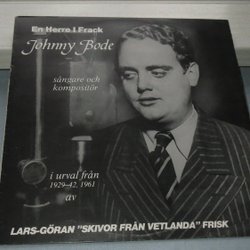 En Herre I Frack
Johnny Bode
sångare och
kompositör
i urval från
1929-42, 1961
av
LARS-GÖRAN "SKIVOR FRÅN VETLANDA" FRISK